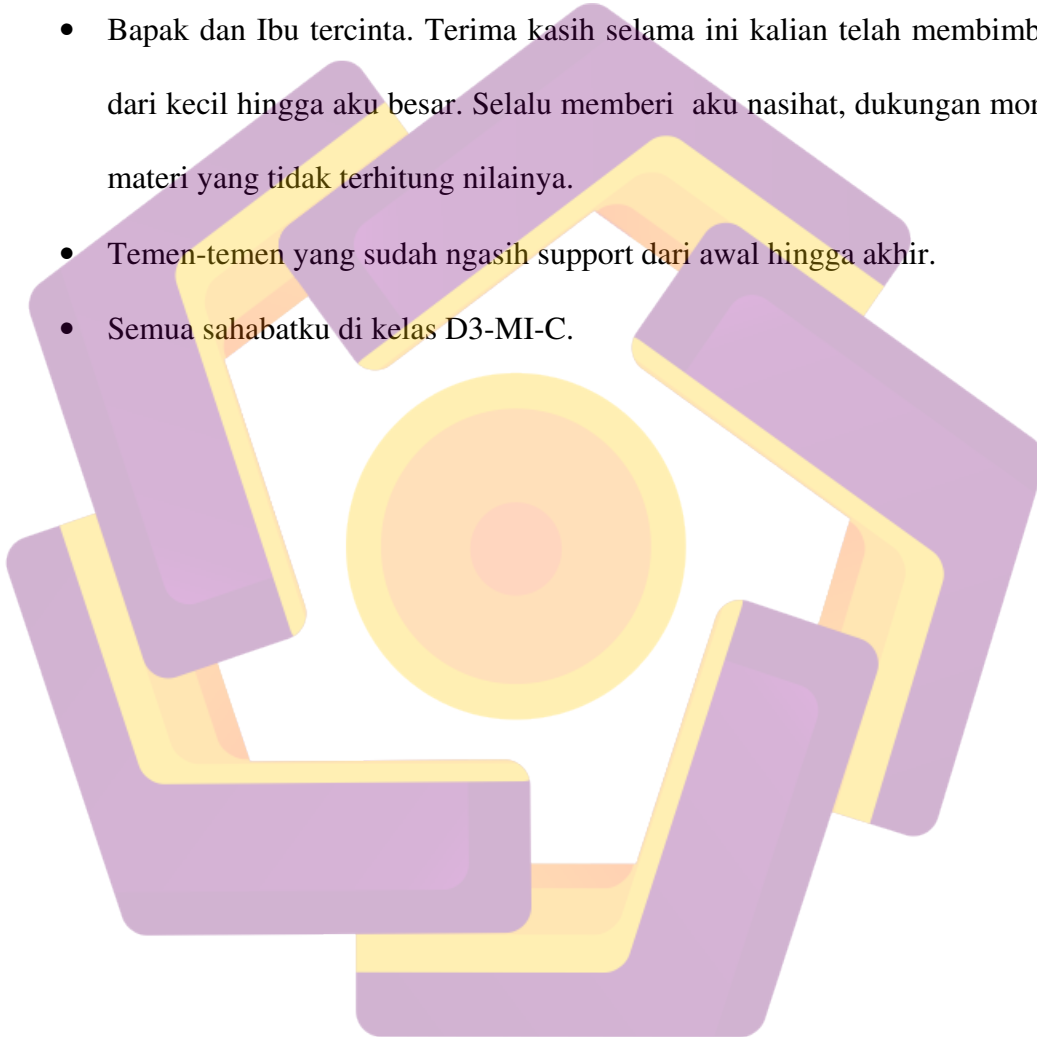 • Bapak dan Ibu tercinta. Terima kasih selama ini kalian telah membimb
dari kecil hingga aku besar. Selalu memberi aku nasihat, dukungan mor
materi yang tidak terhitung nilainya.
• Temen-temen yang sudah ngasih support dari awal hingga akhir.
• Semua sahabatku di kelas D3-MI-C.